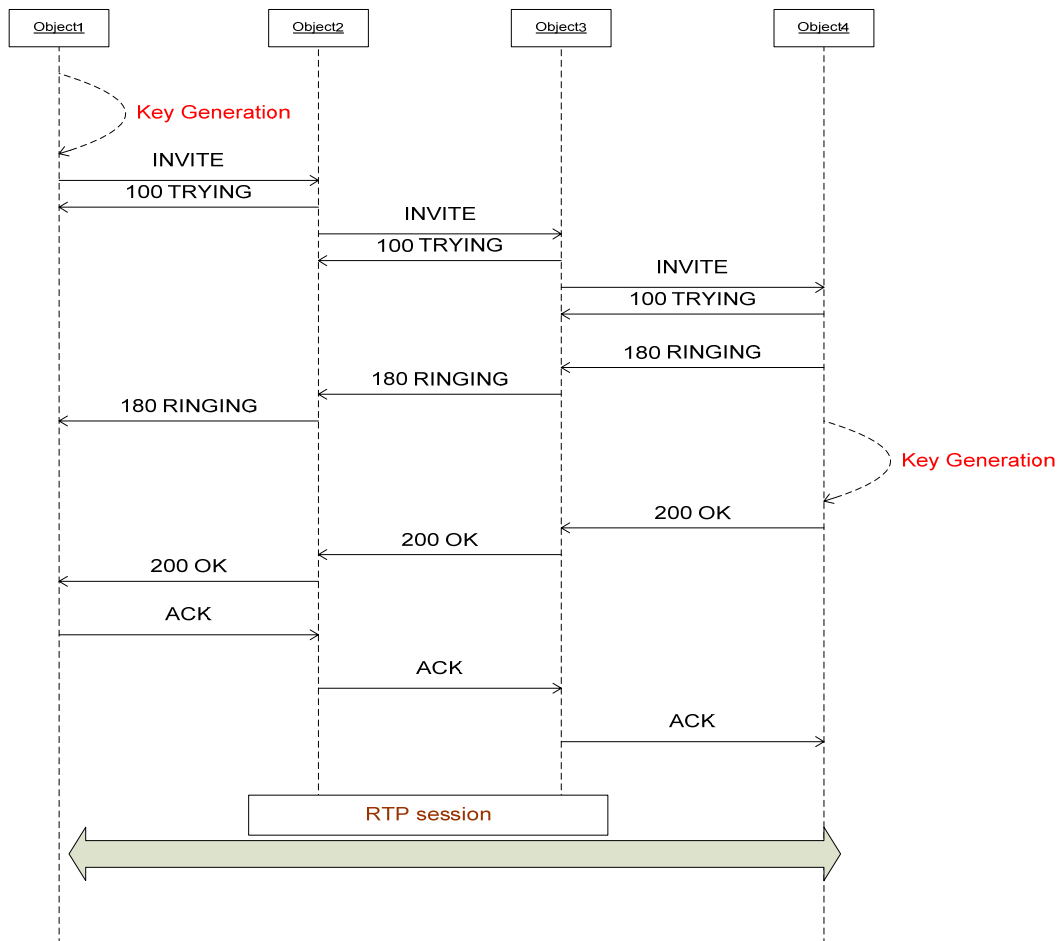 Object1
Object2
Object3
Object4
Key Generation
INVITE
100 TRYING
INVITE
100 TRYING
INVITE
100 TRYING
180 RINGING
180 RINGING
180 RINGING
Key Generation
200 OK
200 OK
200 OK
ACK
ACK
ACK
RTP session